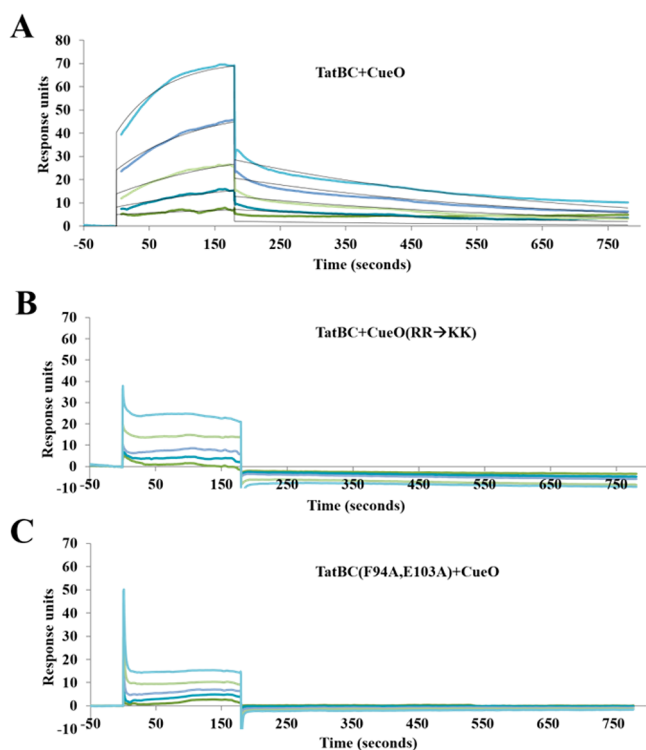 A
80
70
60
50
40
30
20
10
0
Response units
TatBC+CueO
-50 50 150 250 350 450 550 650 750
Time (seconds)
B
70
60
50
40
30
20
10
0
-10
Response units
TatBC+CueO(RR→KK)
-50 50 150 250 350 450 550 650 750
Time (seconds)
C
70
60
50
40
30
20
10
0
-10
Response units
TatBC(F94A,E103A)+CueO
-50 50 150 250 350 450 550 650 750
Time (seconds)